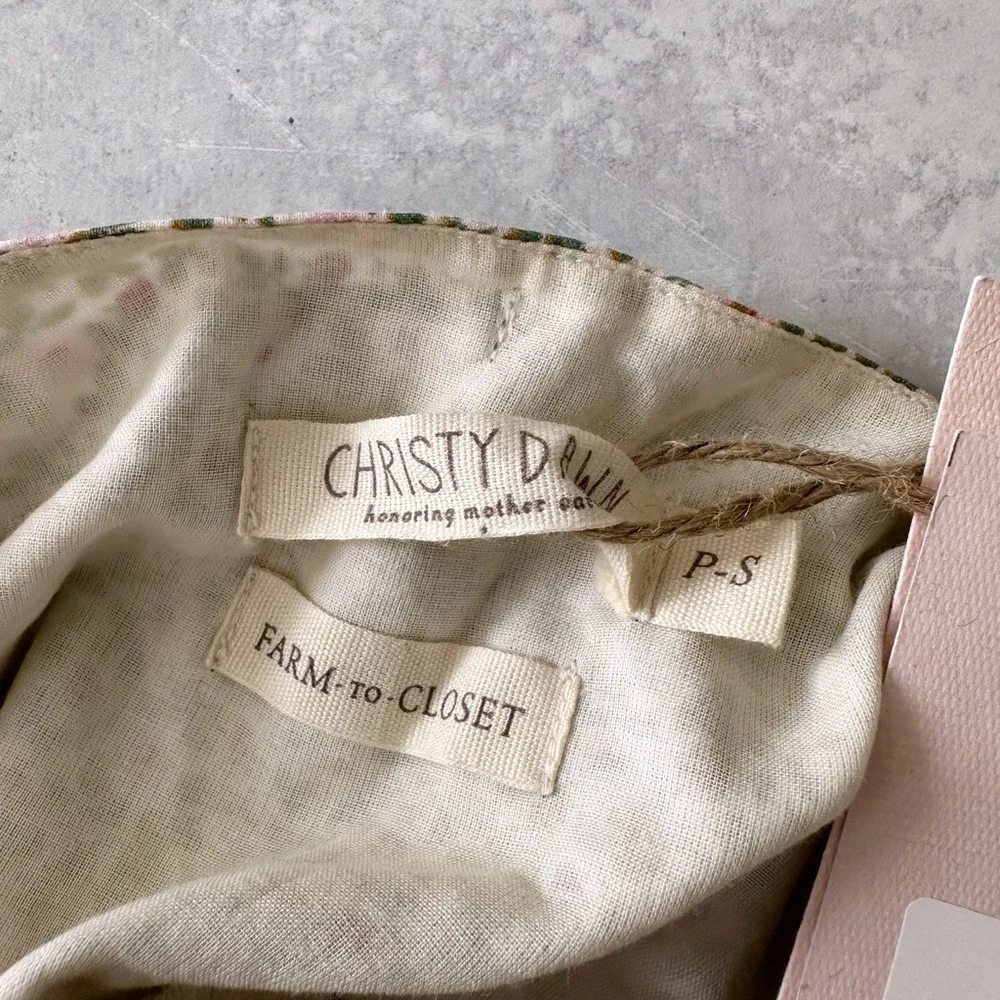 CHRISTY DAWN
honoring mother
P-S
FARM-TO-CLOSET